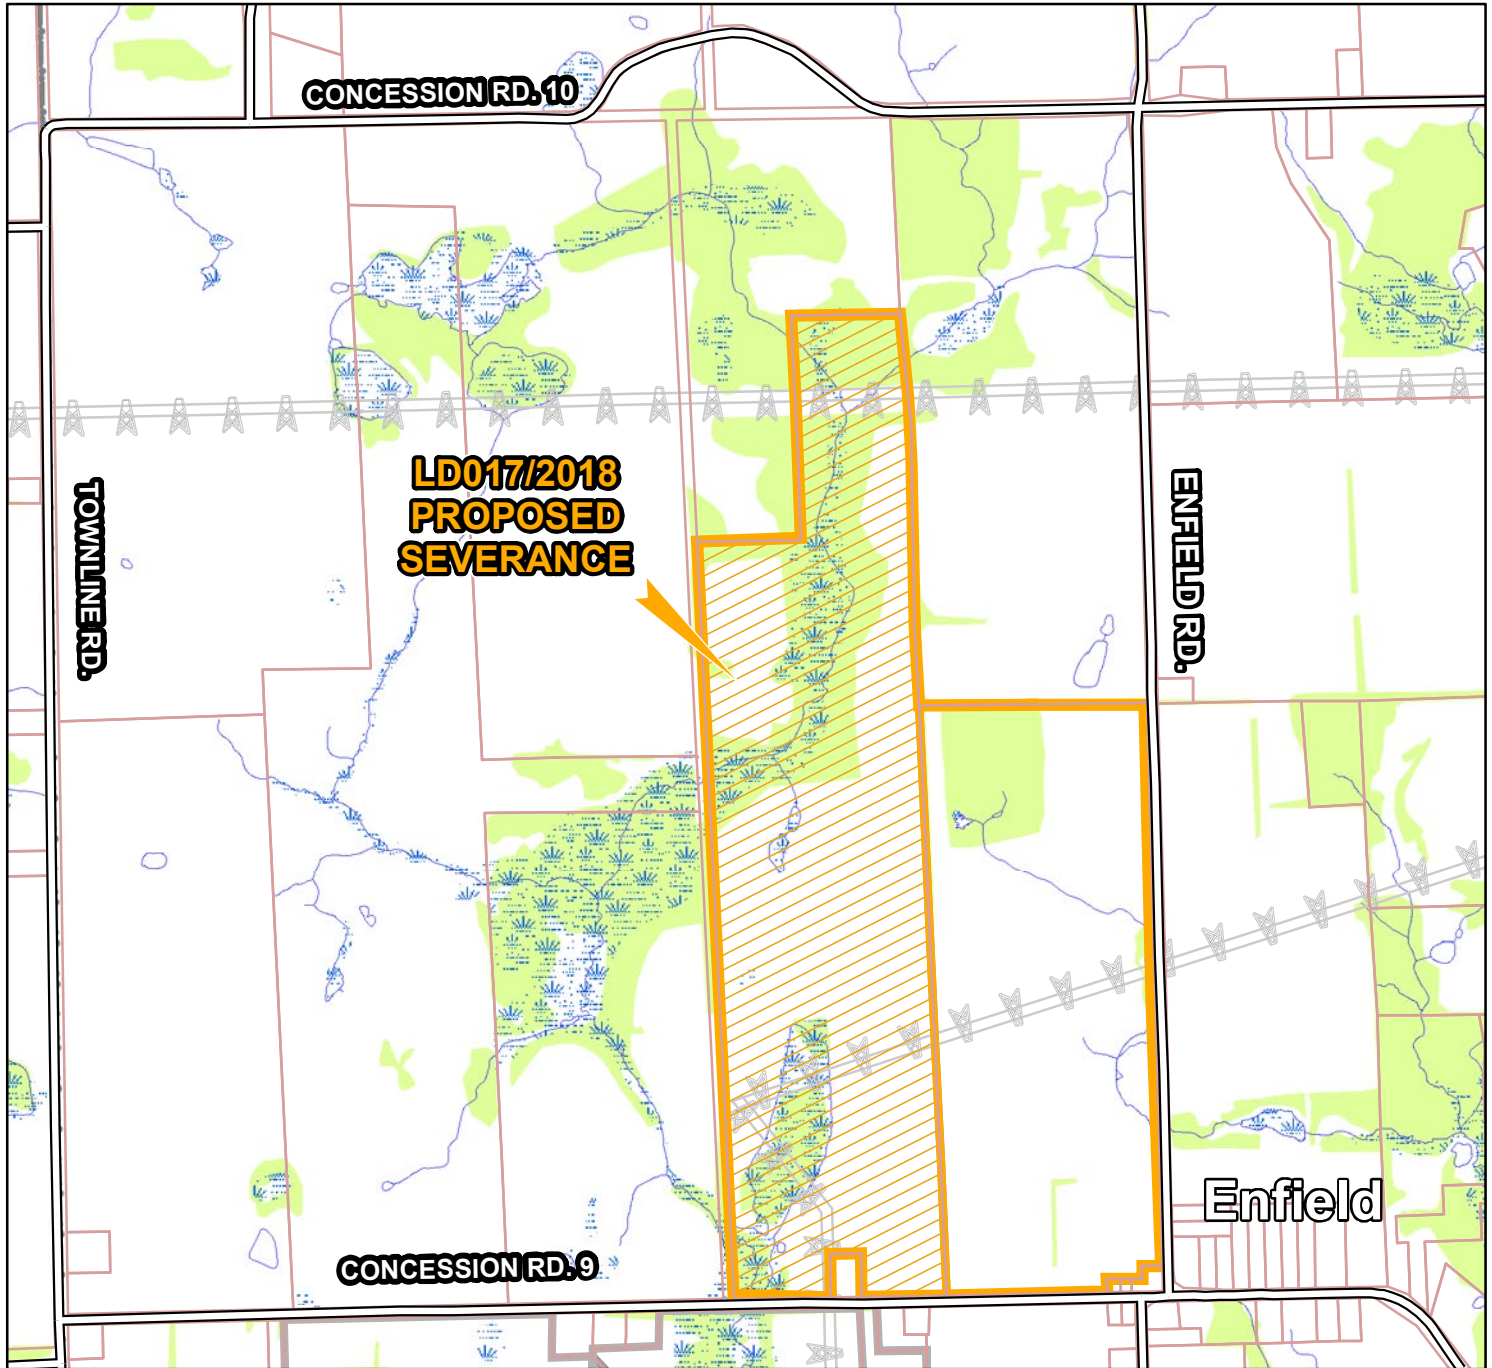 CONCESSION RD. 10
LD017/2018
PROPOSED
SEVERANCE
TOWNLINE RD.
ENFIELD RD.
Enfield
CONCESSION RD. 9